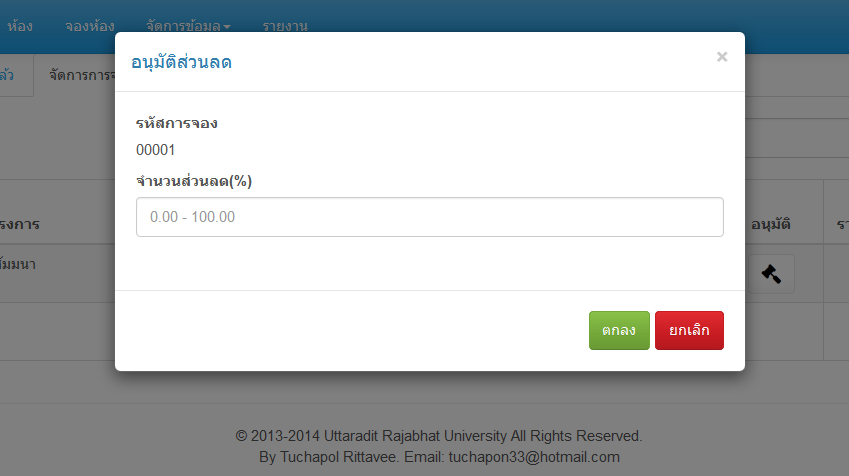 ห้อง จองห้อง จัดการข้อมูล รายงาน
อนุมัติส่วนลด ×
ล้ว จัดการการจ
รหัสการจอง
00001
จำนวนส่วนลด(%)
0.00 - 100.00
รงการ อนุมัติ รา
ัมมนา
ตกลง ยกเลิก
© 2013-2014 Uttaradit Rajabhat University All Rights Reserved.
By Tuchapol Rittavee. Email: tuchapon33@hotmail.com